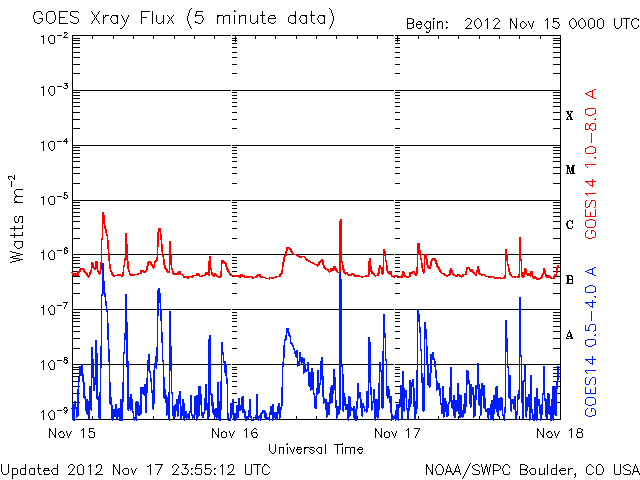 GOES Xray Flux (5 minute data)
Begin: 2012 Nov 15 0000 UTC
10-2
10-3
10-4
10-5
10-6
10-7
10-8
10-9
Watts m-2
X
M
C
B
A
GOES14 1.0-8.0 A
GOES14 0.5-4.0 A
Nov 15
Nov 16
Nov 17
Nov 18
Universal Time
Updated 2012 Nov 17 23:55:12 UTC
NOAA/SWPC Boulder, CO USA